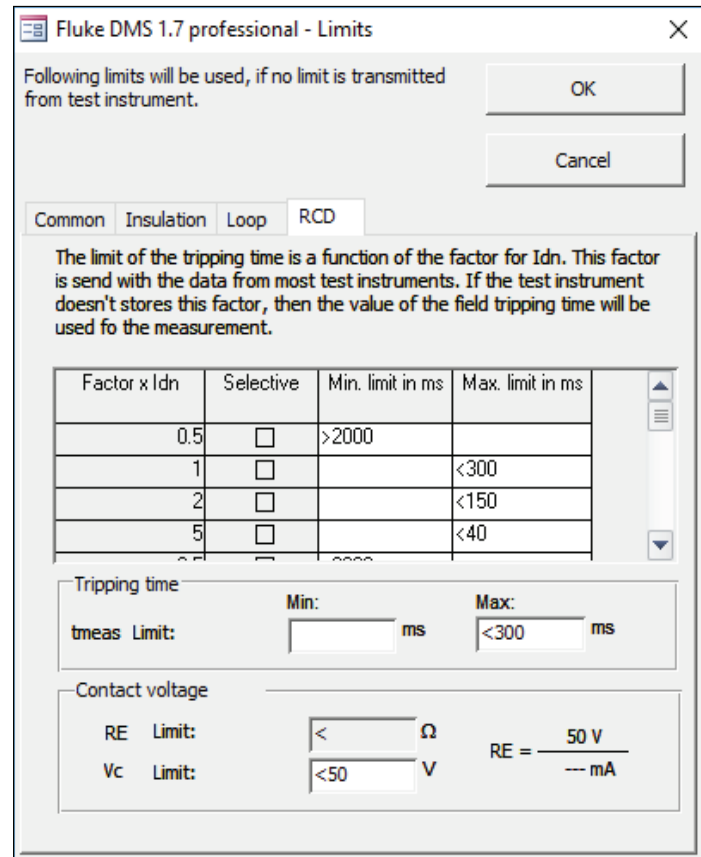 Fluke DMS 1.7 professional - Limits
Following limits will be used, if no limit is transmitted
from test instrument.
OK
Cancel
Common Insulation Loop RCD
The limit of the tripping time is a function of the factor for Idn. This factor
is send with the data from most test instruments. If the test instrument
doesn't stores this factor, then the value of the field tripping time will be
used fo the measurement.
Factor x Idn Selective Min. limit in ms Max. limit in ms
0.5 >2000
1 <300
2 <150
5 <40
Tripping time
Min: Max:
tmeas Limit: ms <300 ms
Contact voltage
RE Limit: < Ω
Vc Limit: <50 V
RE = 50 V
--- mA